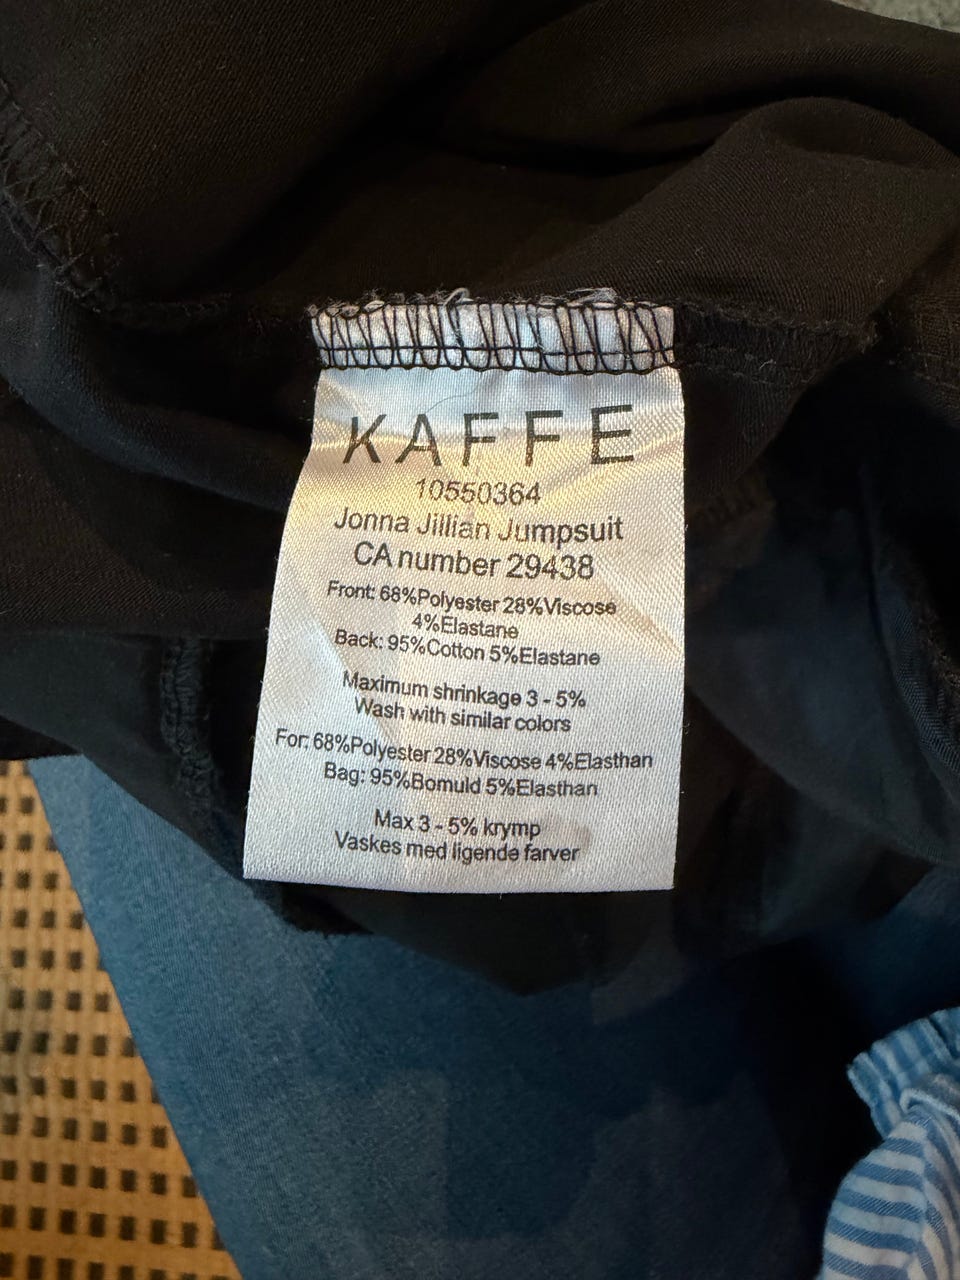 KAFFE
10550364
Jonna Jillian Jumpsuit
CA number 29438
Front: 68%Polyester 28%Viscose
4%Elastane
Back: 95%Cotton 5%Elastane
Maximum shrinkage 3 - 5%
Wash with similar colors
For: 68%Polyester 28%Viscose 4%Elasthan
Bag: 95%Bomuld 5%Elasthan
Max 3 - 5% krymp
Vaskes med ligende farver